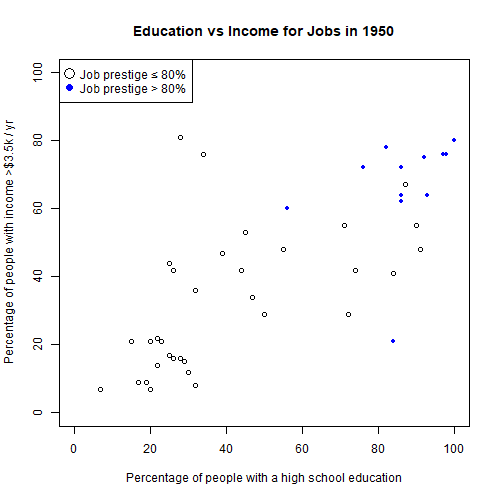 Education vs Income for Jobs in 1950
Job prestige ≤ 80%
Job prestige > 80%
Percentage of people with income >$3.5k / yr
100
80
60
40
20
0
0 20 40 60 80 100
Percentage of people with a high school education